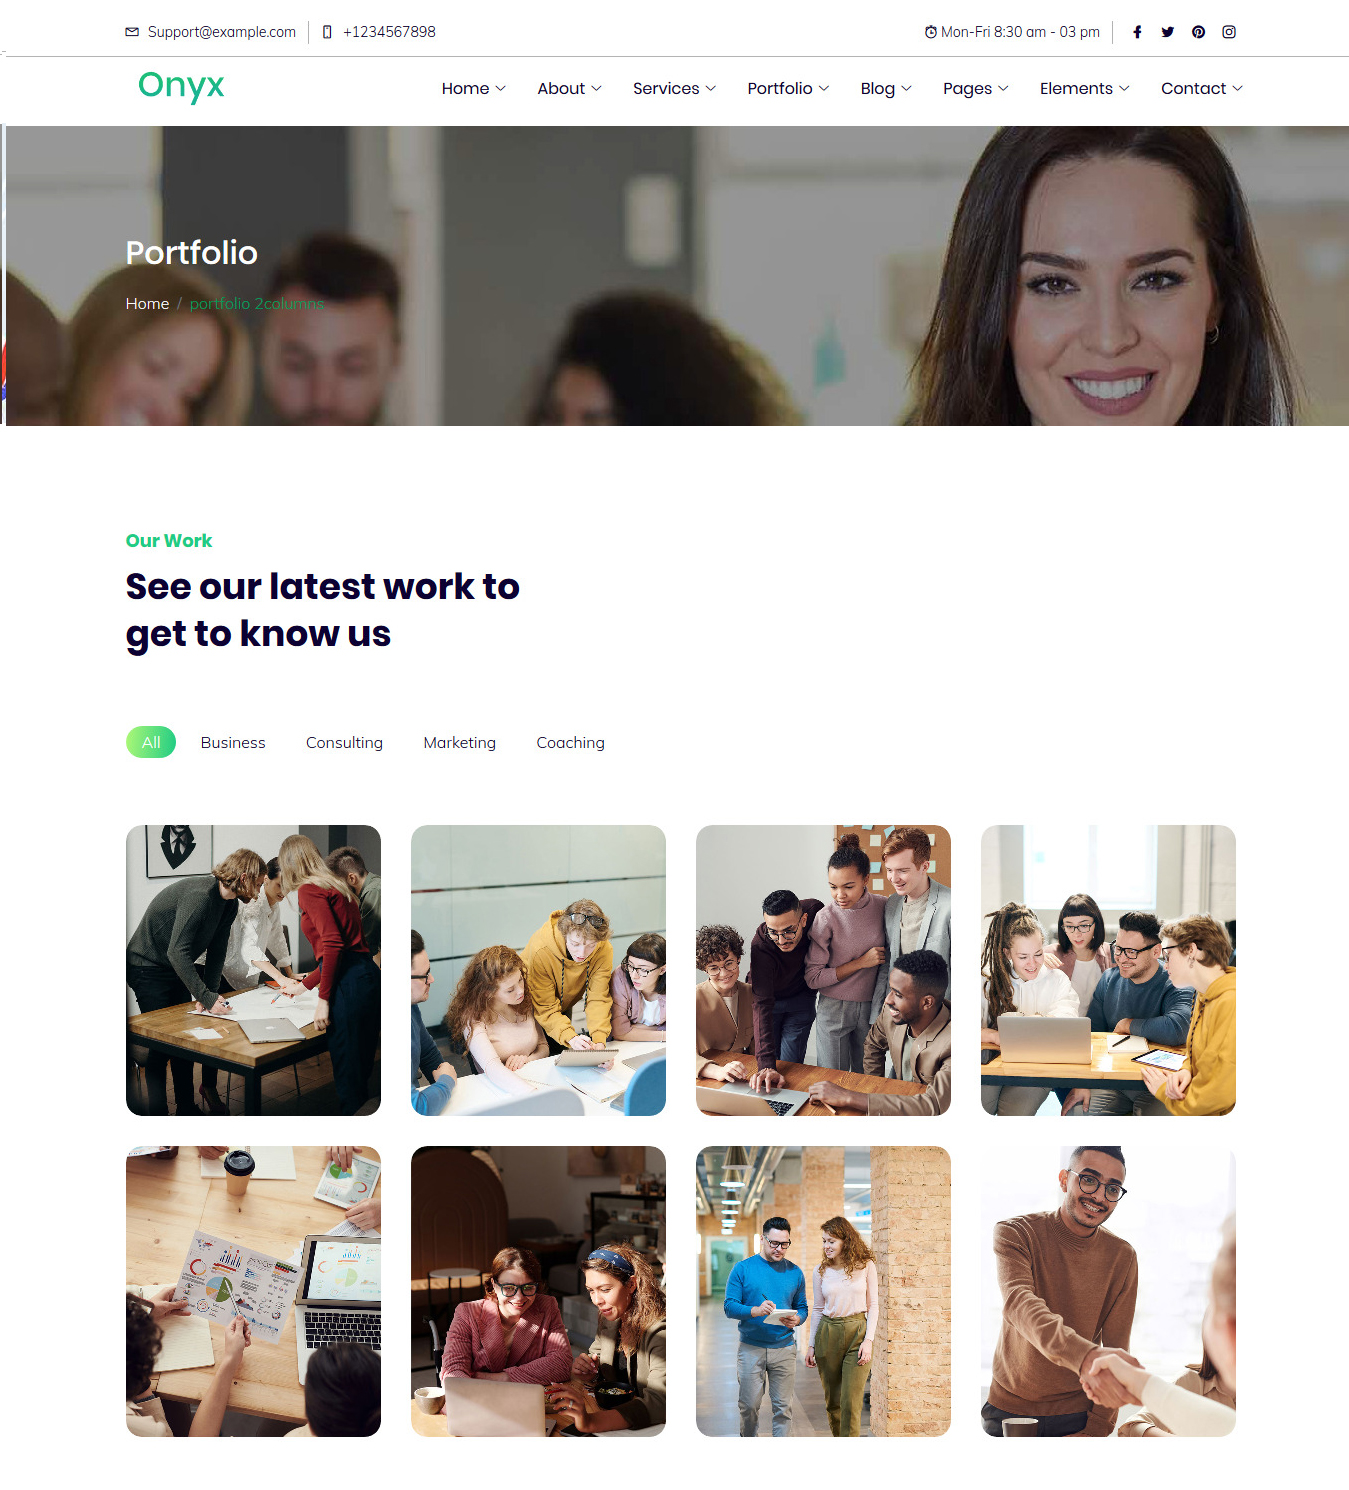 Support@example.com
+1234567898
Mon-Fri 8:30 am - 03 pm
Onyx
Home
About
Services
Portfolio
Blog
Pages
Elements
Contact
Portfolio
Home / portfolio 2columns
Our Work
See our latest work to
get to know us
All
Business
Consulting
Marketing
Coaching